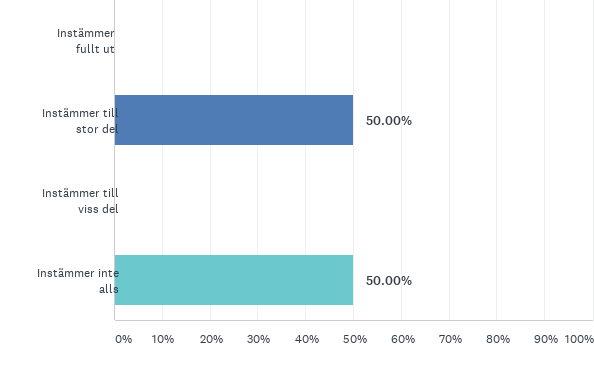 Instämmer
fullt ut
Instämmer till
stor del
50.00%
Instämmer till
viss del
Instämmer inte
alls
50.00%
0% 10% 20% 30% 40% 50% 60% 70% 80% 90% 100%